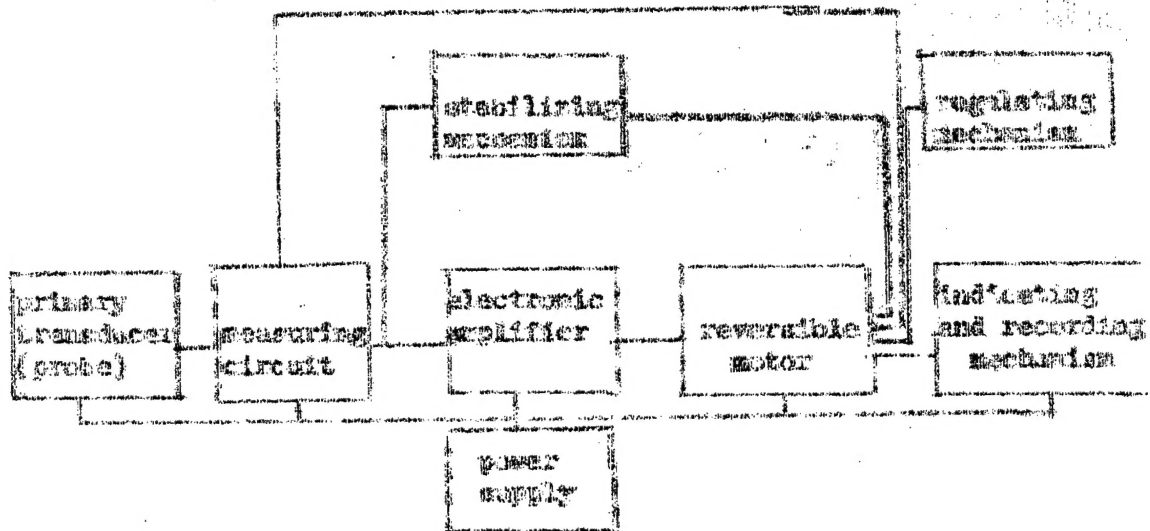 stabilizing
mechanism
regulating
mechanism
primary
transducer
(probe)
measuring
circuit
electronic
amplifier
reversible
motor
indicating
and recording
mechanism
power
supply